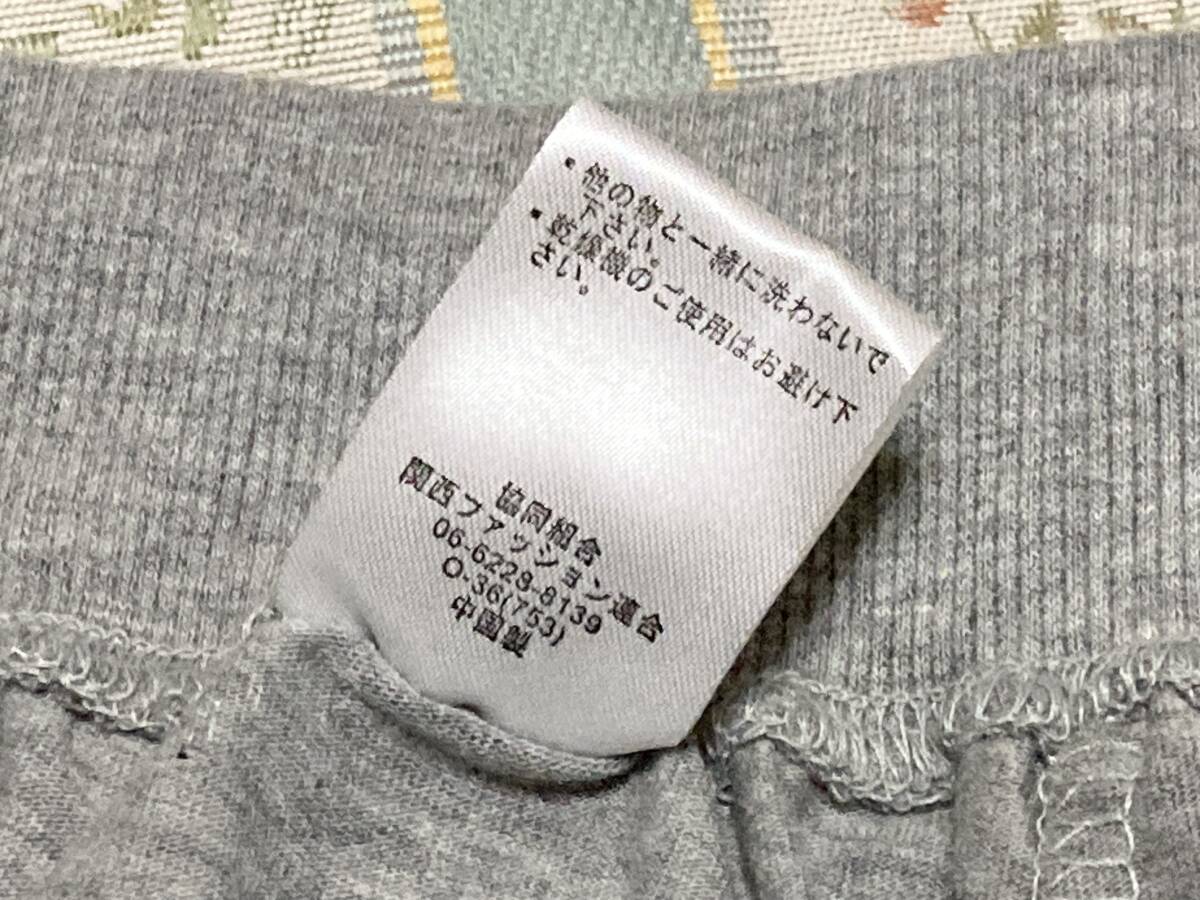 ・他の物と一緒に洗わないで
下さい。
・乾燥機のご使用はお避け下
さい。
協同組合
関西ファッション連合
06-6228-8139
O-36(753)
中国製